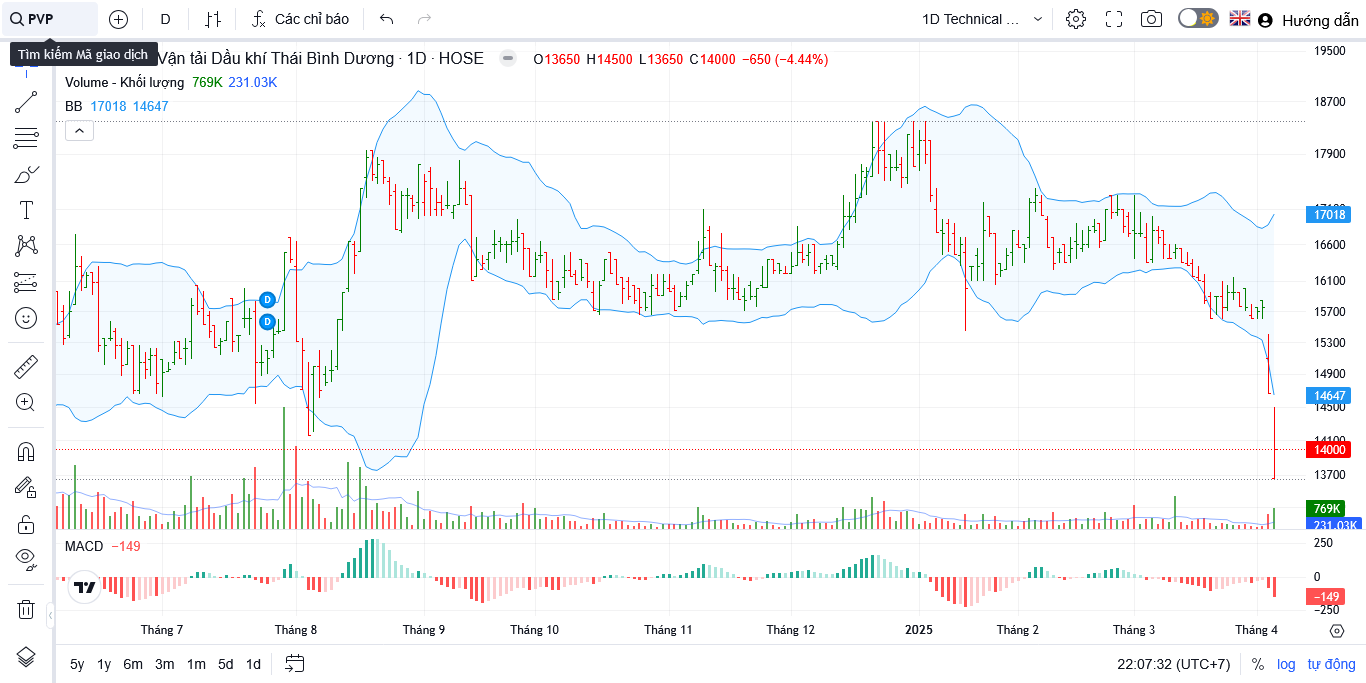 PVP
D
Các chỉ báo
1D Technical ...
Hướng dẫn
Tìm kiếm Mã giao dịch
Vận tải Dầu khí Thái Bình Dương · 1D · HOSE
O13650 H14500 L13650 C14000 −650 (−4.44%)
Volume - Khối lượng 769K 231.03K
BB 17018 14647
D
D
19500
18700
17900
17018
16600
16100
15700
15300
14900
14647
14500
14100
14000
13700
769K
231.03K
MACD −149
250
0
−149
−250
Tháng 7
Tháng 8
Tháng 9
Tháng 10
Tháng 11
Tháng 12
2025
Tháng 2
Tháng 3
Tháng 4
5y 1y 6m 3m 1m 5d 1d
22:07:32 (UTC+7)
% log tự động